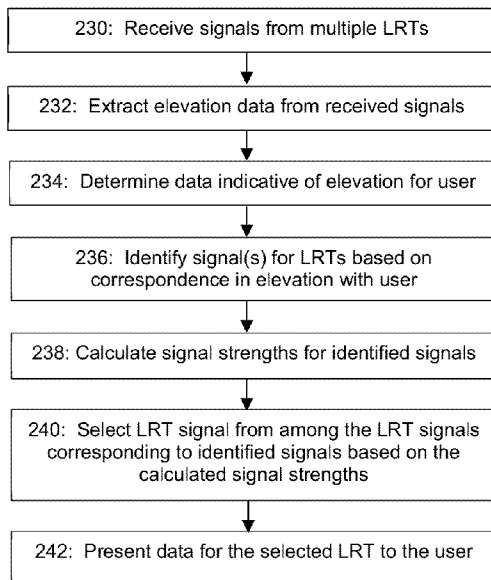 230: Receive signals from multiple LRTs
232: Extract elevation data from received signals
234: Determine data indicative of elevation for user
236: Identify signal(s) for LRTs based on
correspondence in elevation with user
238: Calculate signal strengths for identified signals
240: Select LRT signal from among the LRT signals
corresponding to identified signals based on the
calculated signal strengths
242: Present data for the selected LRT to the user